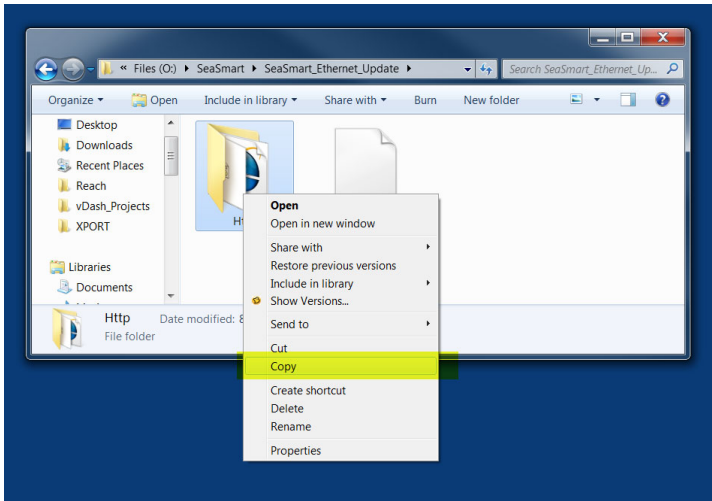 « Files (O:) ▸ SeaSmart ▸ SeaSmart_Ethernet_Update ▸
Search SeaSmart_Ethernet_Up...
Organize Open Include in library Share with Burn New folder
Desktop
Downloads
Recent Places
Reach
vDash_Projects
XPORT
Libraries
Documents
Open
Open in new window
Share with
Restore previous versions
Include in library
Show Versions...
Send to
Cut
Copy
Create shortcut
Delete
Rename
Properties
Http Date modified:
File folder